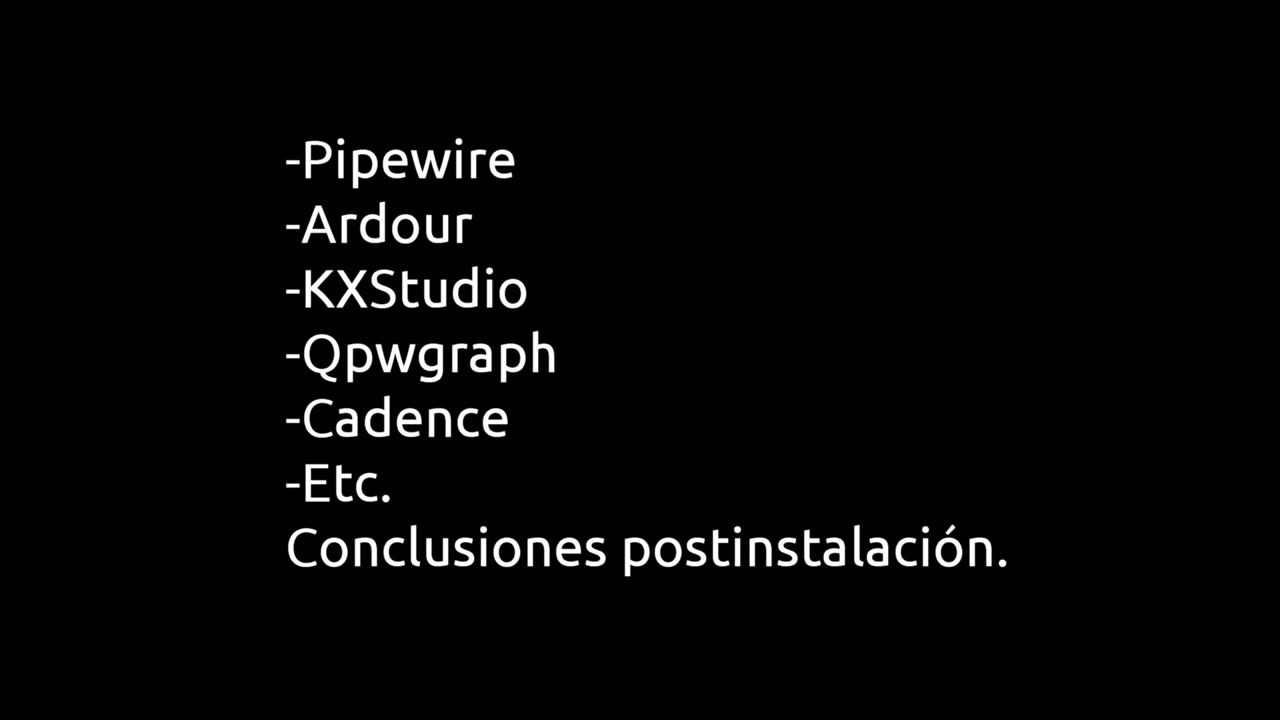 -Pipewire
-Ardour
-KXStudio
-Qpwgraph
-Cadence
-Etc.
Conclusiones postinstalación.